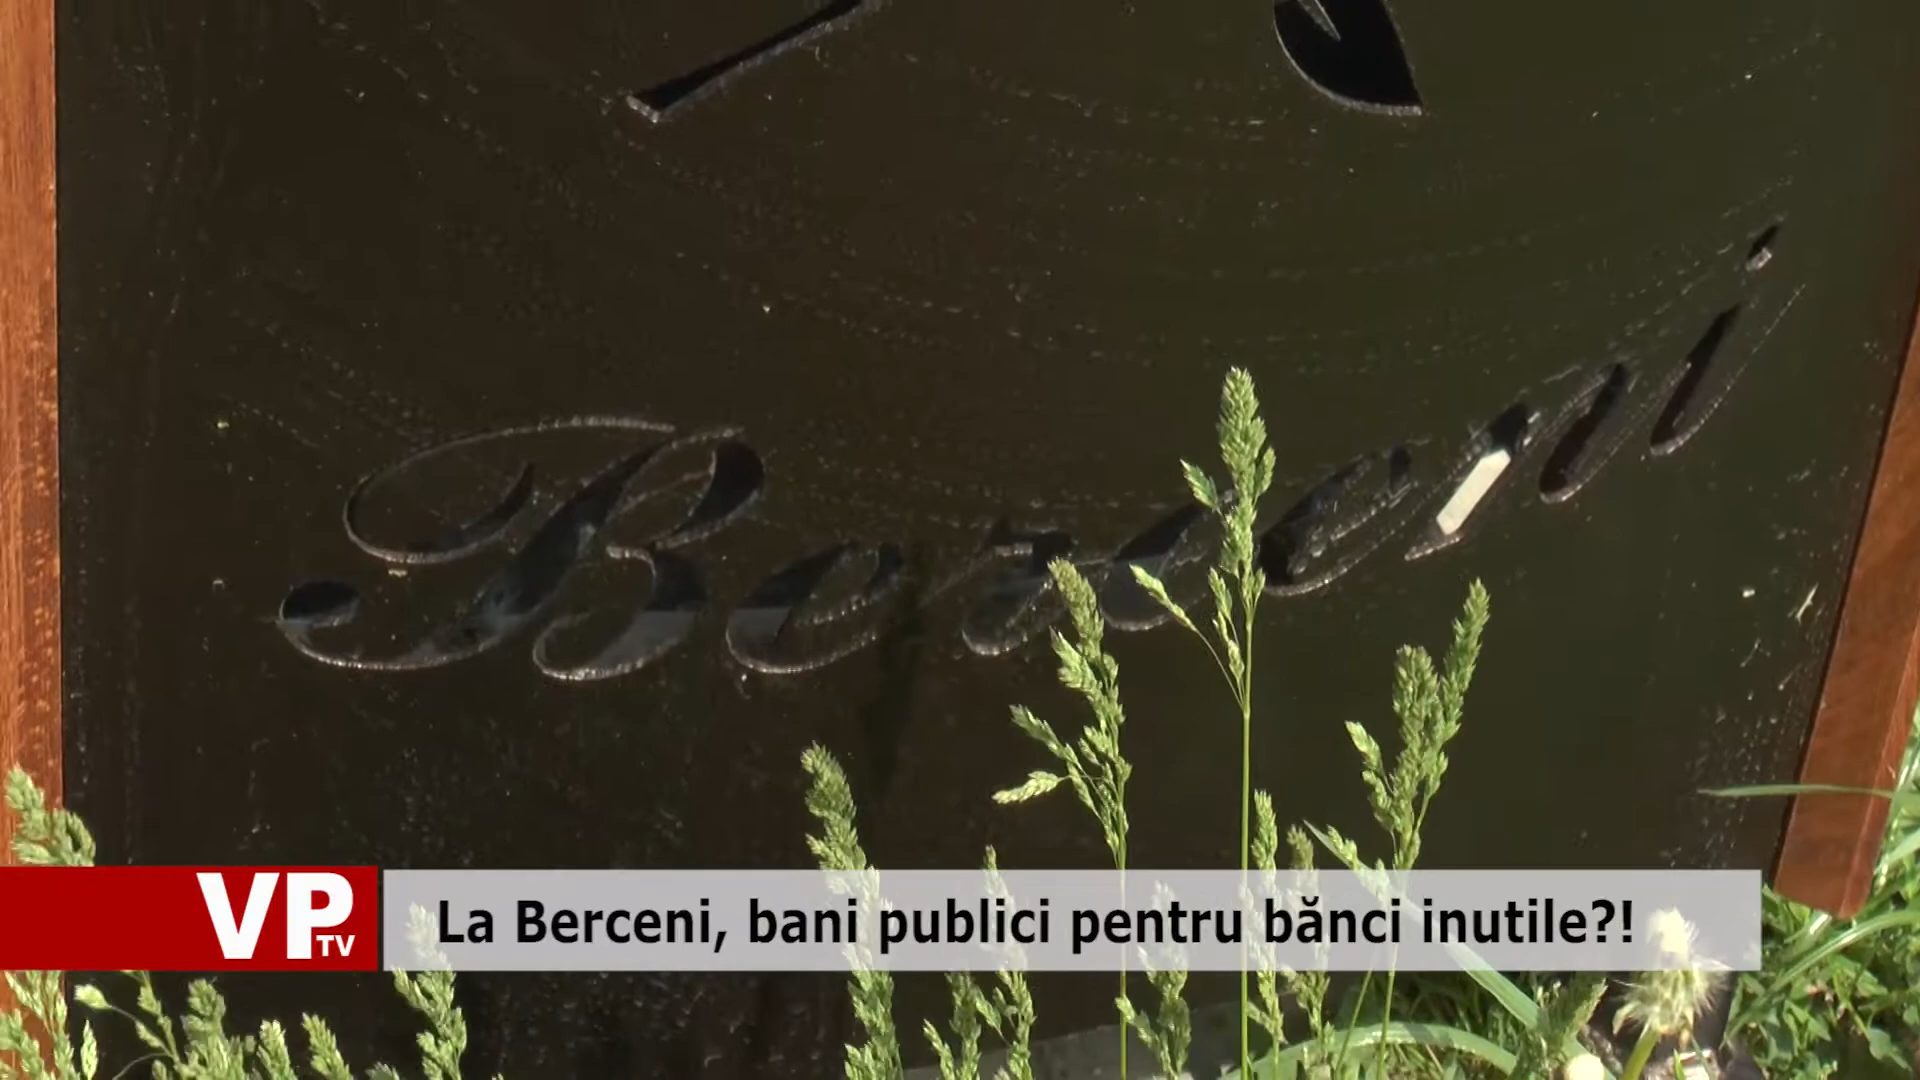 Berceni
VP TV
La Berceni, bani publici pentru bănci inutile?!